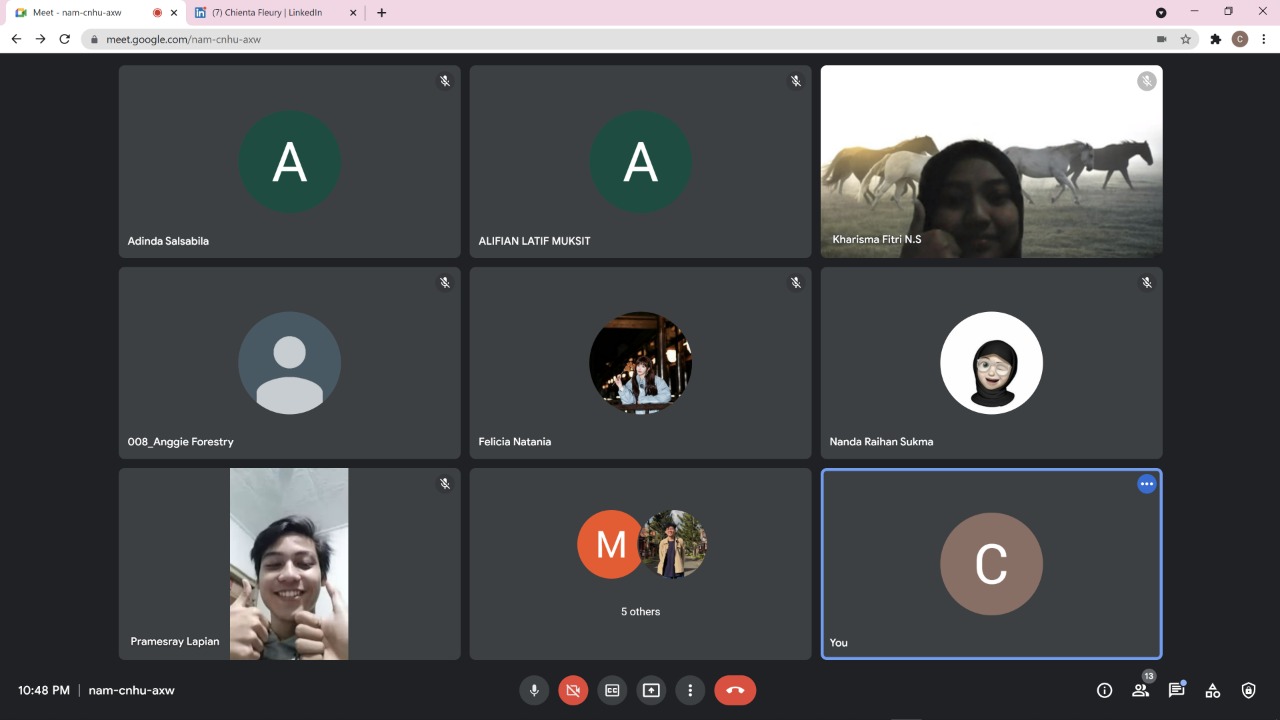 Meet - nam-cnhu-axw
(7) Chienta Fleury | LinkedIn
meet.google.com/nam-cnhu-axw
C
A
Adinda Salsabila
A
ALIFIAN LATIF MUKSIT
Kharisma Fitri N.S
008_Anggie Forestry
Felicia Natania
Nanda Raihan Sukma
Pramesray Lapian
M
5 others
C
You
10:48 PM | nam-cnhu-axw
CC
13